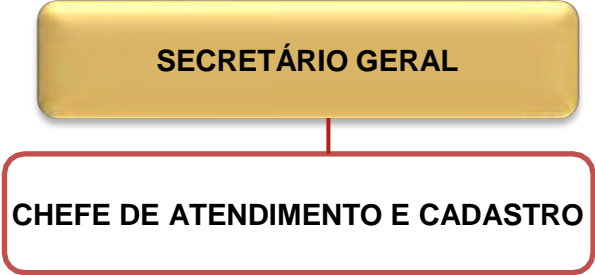 SECRETÁRIO GERAL
CHEFE DE ATENDIMENTO E CADASTRO